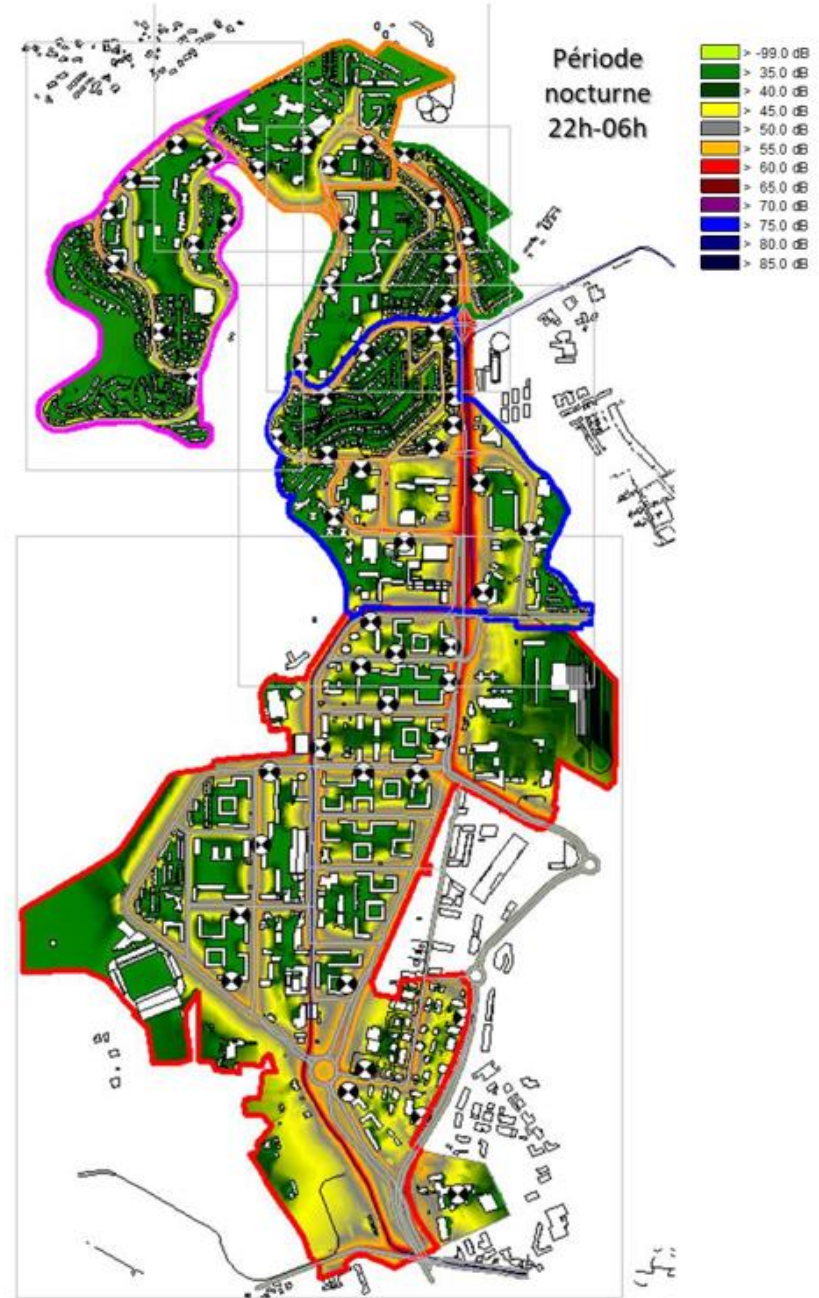 Période
nocturne
22h-06h
> -99.0 dB
> 35.0 dB
> 40.0 dB
> 45.0 dB
> 50.0 dB
> 55.0 dB
> 60.0 dB
> 65.0 dB
> 70.0 dB
> 75.0 dB
> 80.0 dB
> 85.0 dB